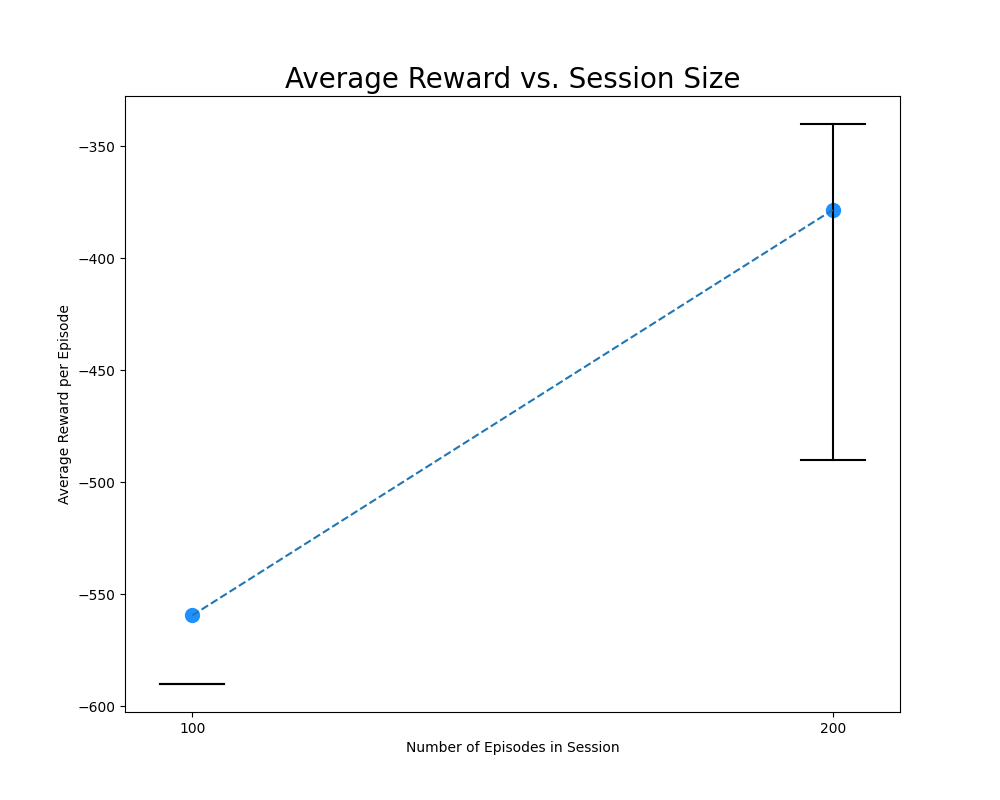 Average Reward vs. Session Size
−350
−400
−450
−500
−550
−600
Average Reward per Episode
100
200
Number of Episodes in Session